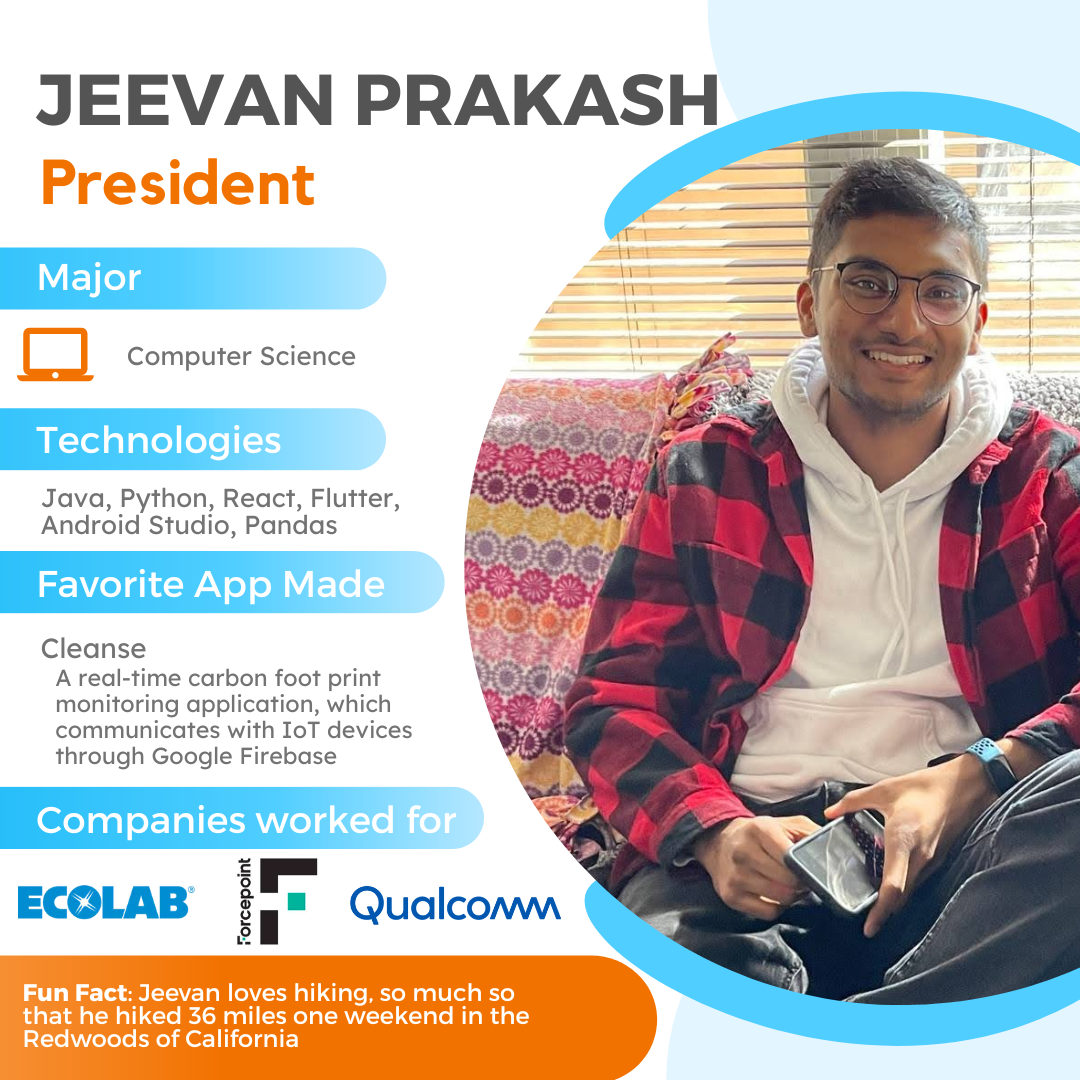 JEEVAN PRAKASH
President
Major
Computer Science
Technologies
Java, Python, React, Flutter,
Android Studio, Pandas
Favorite App Made
Cleanse
A real-time carbon foot print
monitoring application, which
communicates with IoT devices
through Google Firebase
Companies worked for
ECOLAB®
Forcepoint
Qualcomm
Fun Fact: Jeevan loves hiking, so much so
that he hiked 36 miles one weekend in the
Redwoods of California